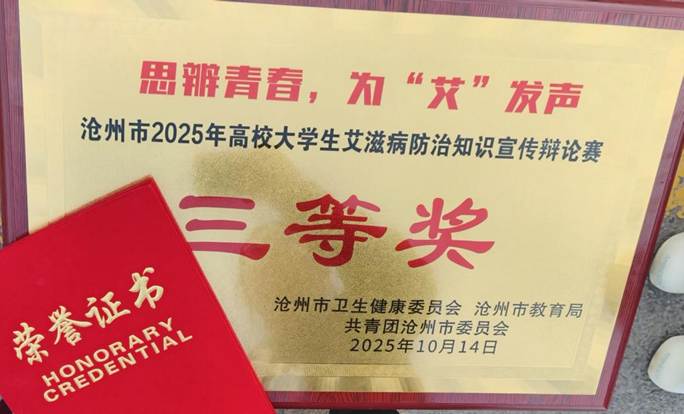 思辨青春，为“艾”发声
沧州市2025年高校大学生艾滋病防治知识宣传辩论赛
三等奖
沧州市卫生健康委员会 沧州市教育局
共青团沧州市委员会
2025年10月14日
荣誉证书
HONORARY
CREDENTIAL